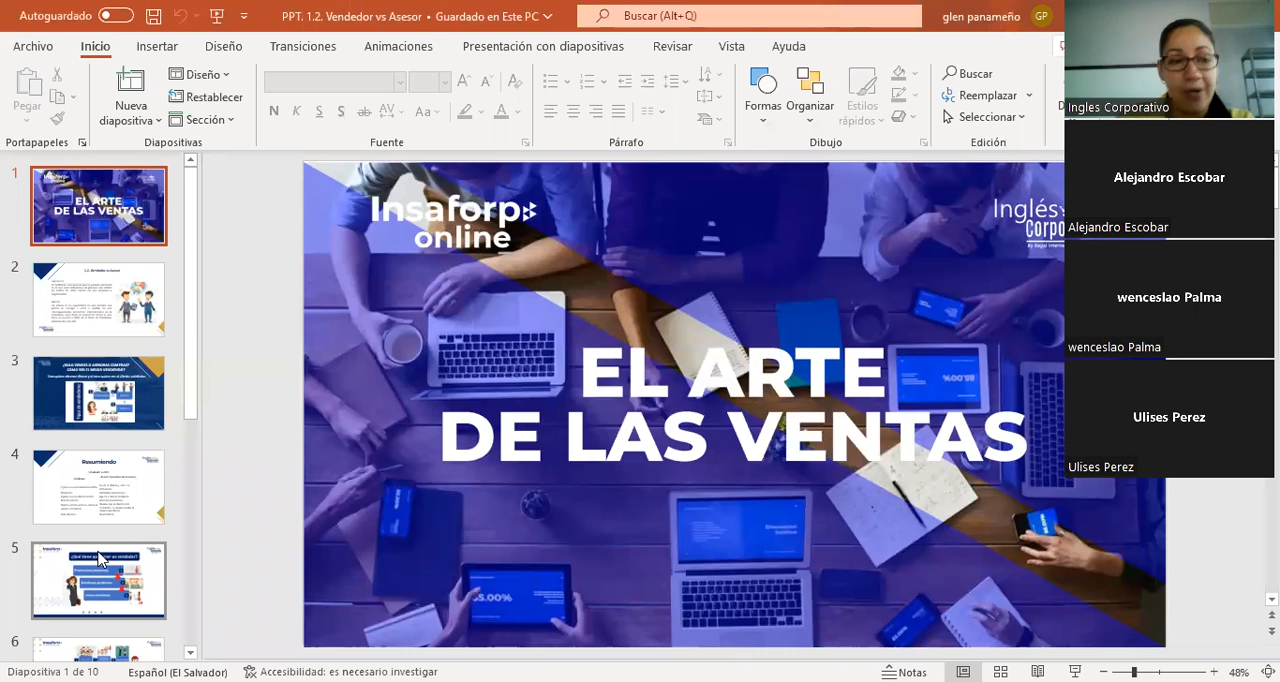 Autoguardado
PPT. 1.2. Vendedor vs Asesor • Guardado en Este PC
Buscar (Alt+Q)
glen panameño
GP
Archivo
Inicio
Insertar
Diseño
Transiciones
Animaciones
Presentación con diapositivas
Revisar
Vista
Ayuda
Pegar
Nueva
diapositiva
Diseño
Restablecer
Sección
N
K
S
S
ab
AV
Aa
A
Formas
Organizar
Estilos
rápidos
Buscar
Reemplazar
Seleccionar
Portapapeles
Diapositivas
Fuente
Párrafo
Dibujo
Edición
Ingles Corporativo
Alejandro Escobar
Alejandro Escobar
wenceslao Palma
wenceslao Palma
Ulises Perez
Ulises Perez
1
EL ARTE
DE LAS VENTAS
2
3
4
Resumiendo
5
Insaforp
6
Insaforp
online
Inglés
Corpo
EL ARTE
DE LAS VENTAS
Diapositiva 1 de 10
Español (El Salvador)
Accesibilidad: es necesario investigar
Notas
48%